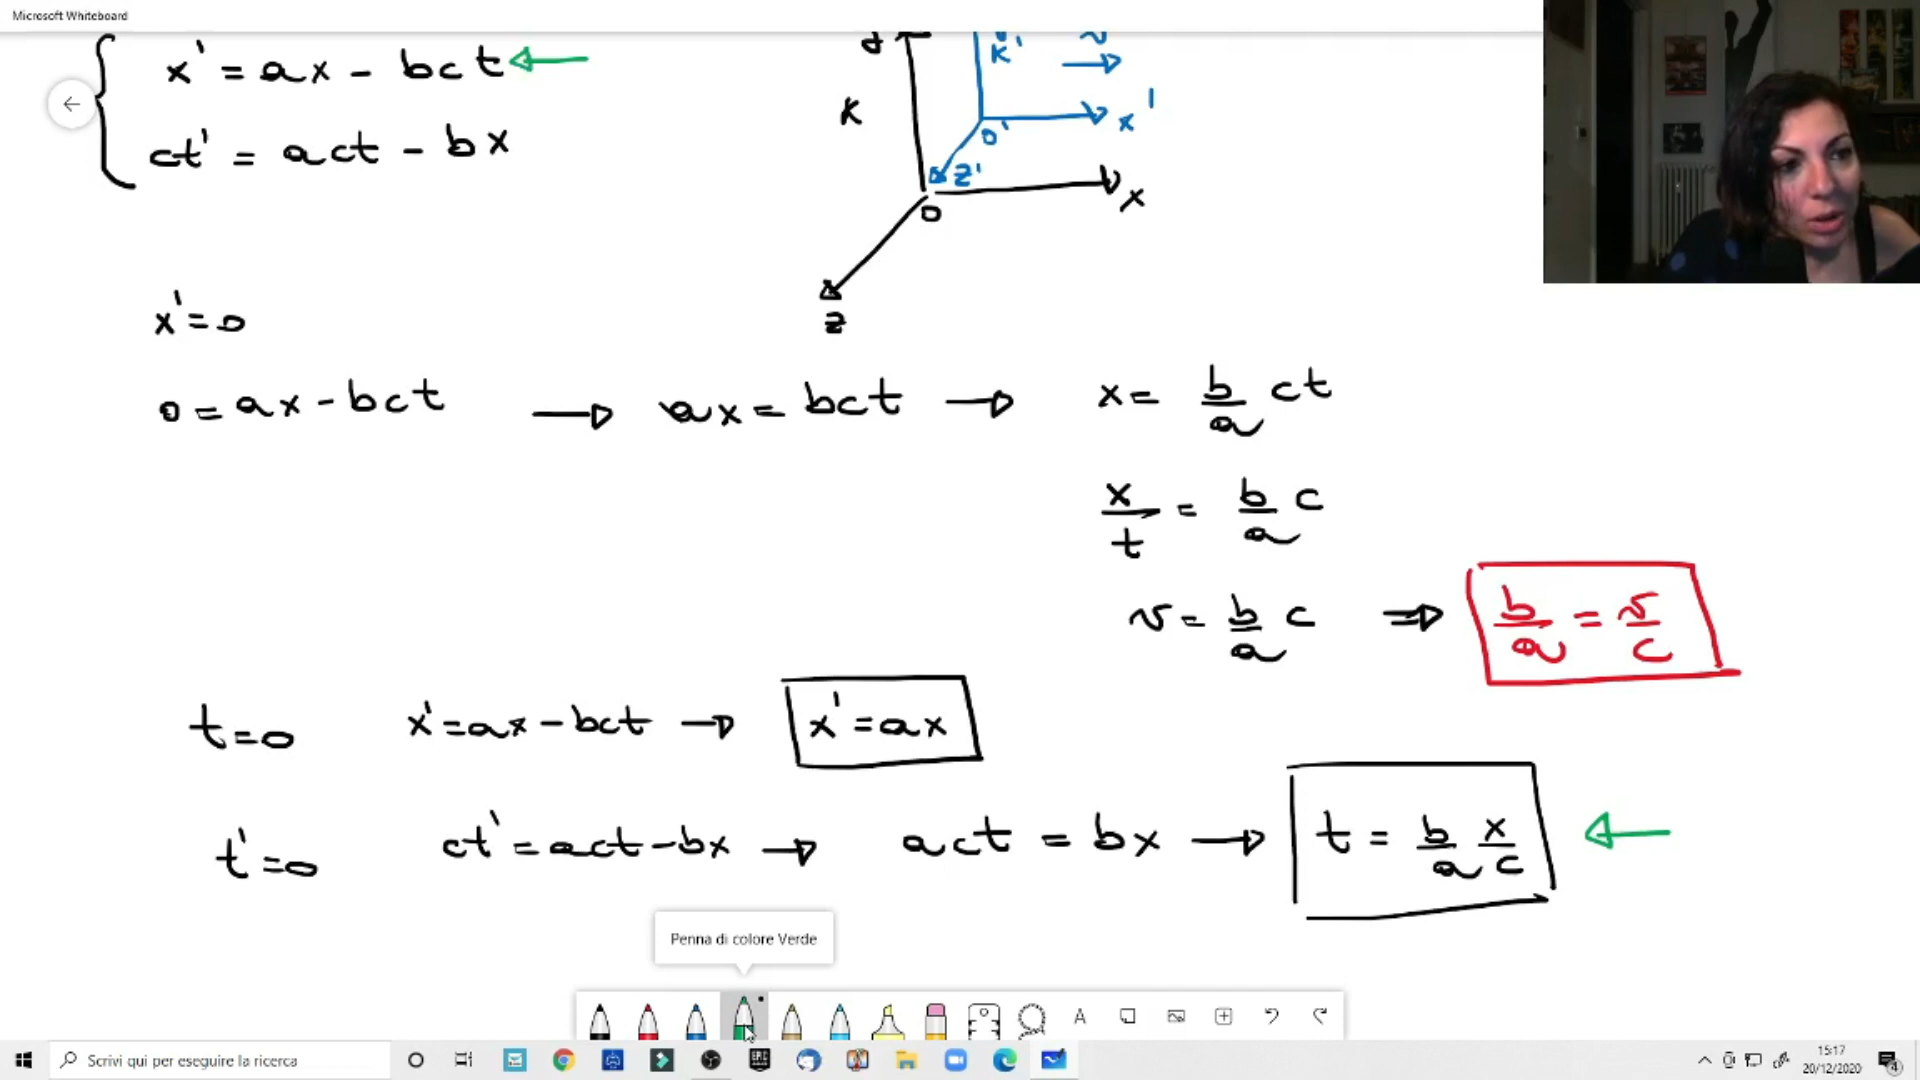 Microsoft Whiteboard
x' = ax - bct
ct' = act - bx
K
K'
x'
o'
z'
x
o
z
x'=0
0 = ax - bct → ax = bct → x = b/a ct
x/t = b/a c
v = b/a c ⇒ b/a = v/c
t=0 x'=ax-bct → x'=ax
t'=0 ct'=act-bx → act = bx → t = b/a x/c
Penna di colore Verde
A
Scrivi qui per eseguire la ricerca
EPIC
15:17
20/12/2020
4